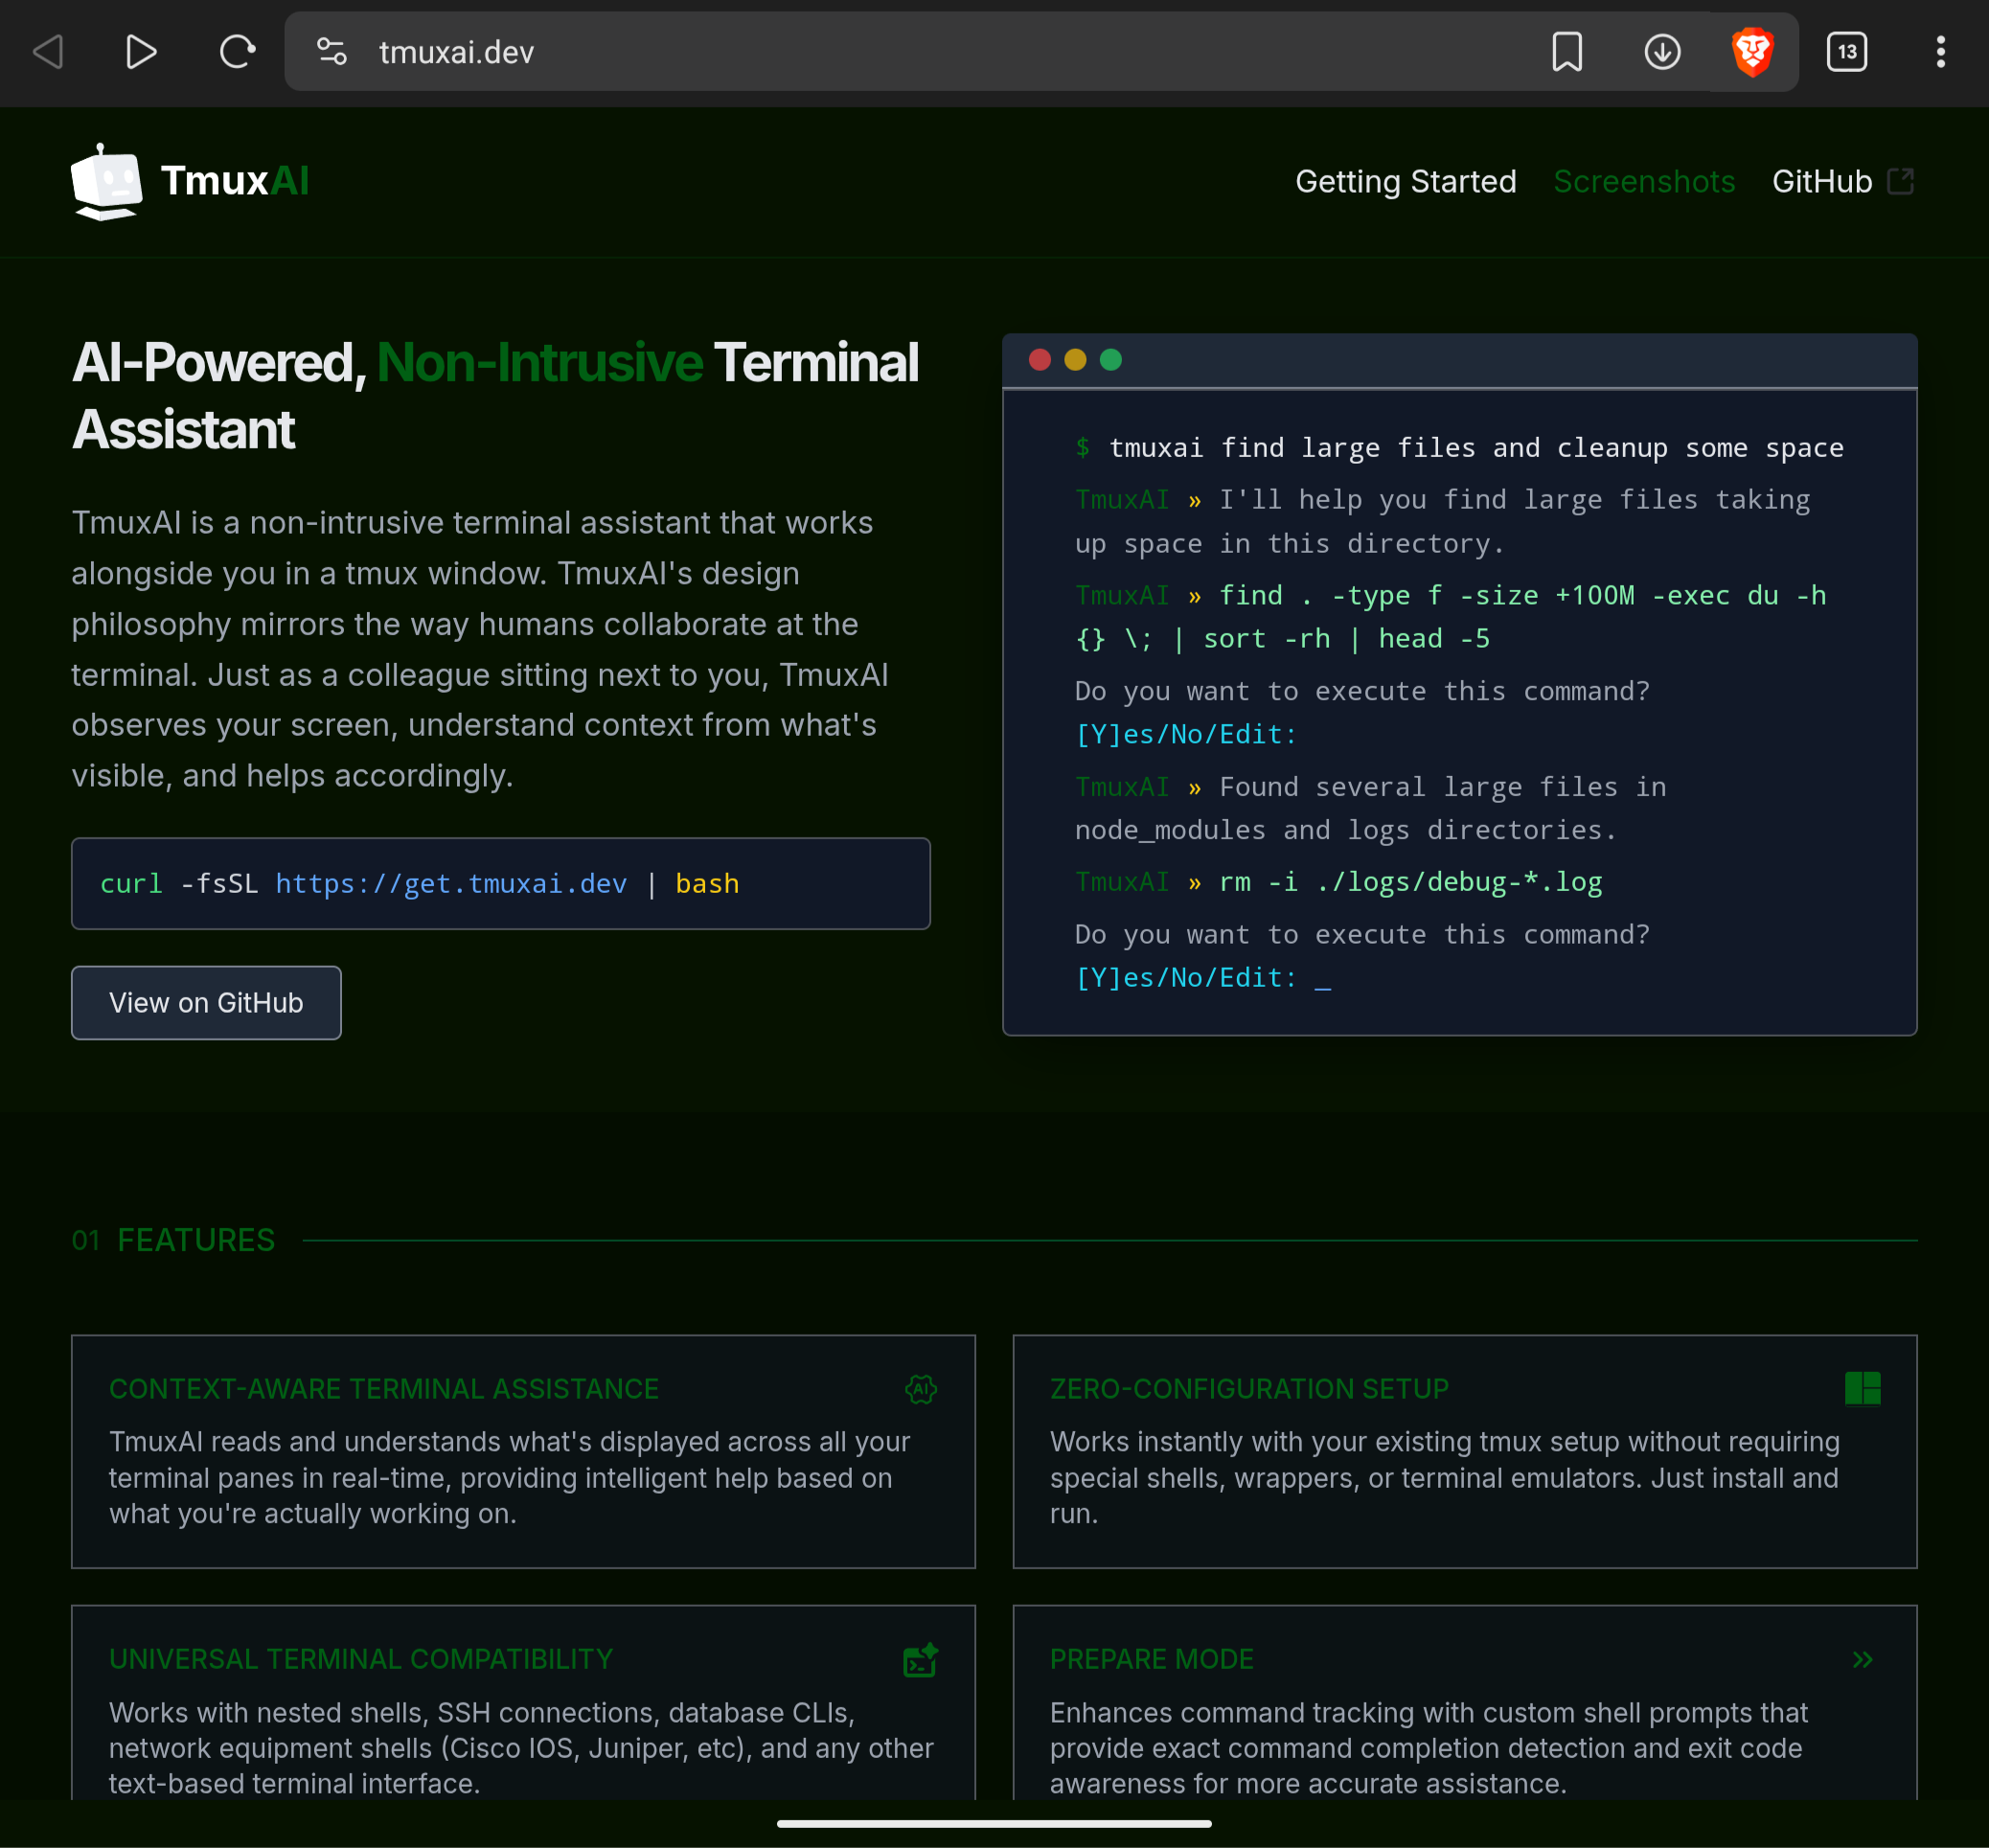 tmuxai.dev
13
TmuxAI
Getting Started
Screenshots
GitHub
AI-Powered, Non-Intrusive Terminal
Assistant
TmuxAI is a non-intrusive terminal assistant that works
alongside you in a tmux window. TmuxAI's design
philosophy mirrors the way humans collaborate at the
terminal. Just as a colleague sitting next to you, TmuxAI
observes your screen, understand context from what's
visible, and helps accordingly.
curl -fsSL https://get.tmuxai.dev | bash
View on GitHub
$ tmuxai find large files and cleanup some space
TmuxAI » I'll help you find large files taking
up space in this directory.
TmuxAI » find . -type f -size +100M -exec du -h
{} \; | sort -rh | head -5
Do you want to execute this command?
[Y]es/No/Edit:
TmuxAI » Found several large files in
node_modules and logs directories.
TmuxAI » rm -i ./logs/debug-*.log
Do you want to execute this command?
[Y]es/No/Edit: _
01 FEATURES
CONTEXT-AWARE TERMINAL ASSISTANCE
AI
TmuxAI reads and understands what's displayed across all your
terminal panes in real-time, providing intelligent help based on
what you're actually working on.
ZERO-CONFIGURATION SETUP
Works instantly with your existing tmux setup without requiring
special shells, wrappers, or terminal emulators. Just install and
run.
UNIVERSAL TERMINAL COMPATIBILITY
Works with nested shells, SSH connections, database CLIs,
network equipment shells (Cisco IOS, Juniper, etc), and any other
text-based terminal interface.
PREPARE MODE
Enhances command tracking with custom shell prompts that
provide exact command completion detection and exit code
awareness for more accurate assistance.